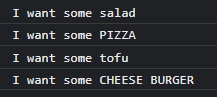 I want some salad
I want some PIZZA
I want some tofu
I want some CHEESE BURGER